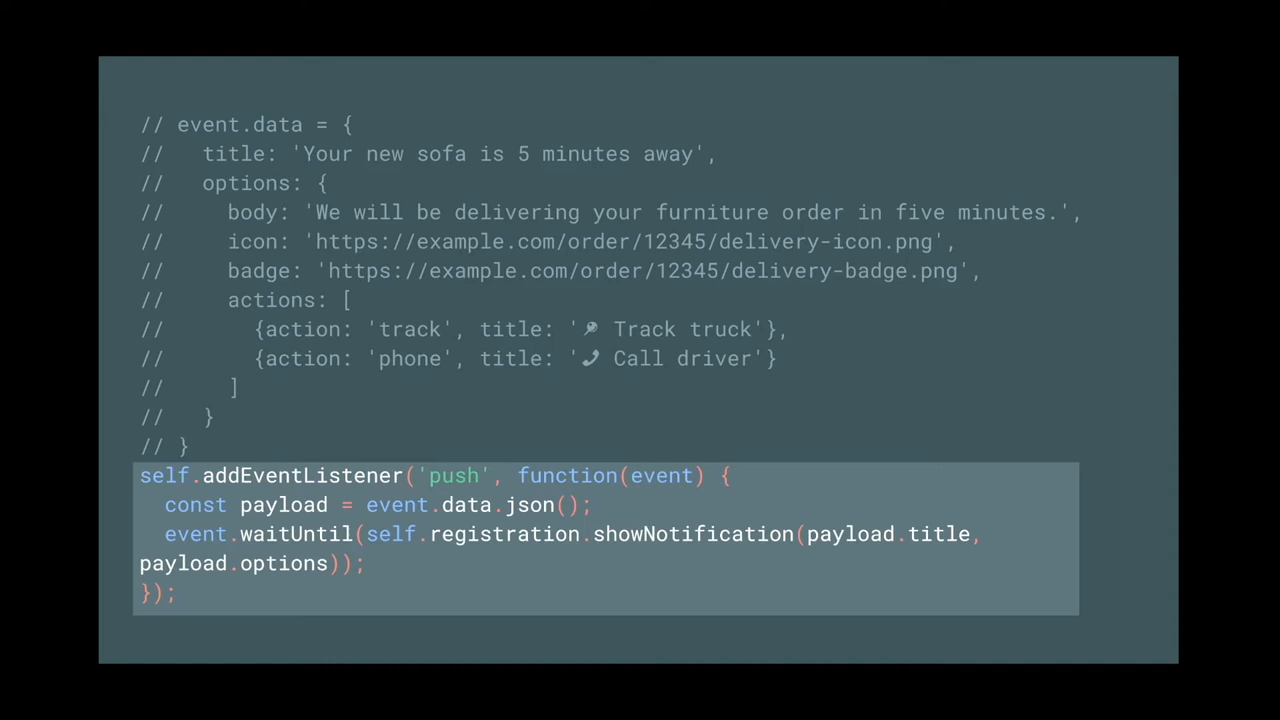 // event.data = {
//   title: 'Your new sofa is 5 minutes away',
//   options: {
//     body: 'We will be delivering your furniture order in five minutes.',
//     icon: 'https://example.com/order/12345/delivery-icon.png',
//     badge: 'https://example.com/order/12345/delivery-badge.png',
//     actions: [
//       {action: 'track', title: '📍 Track truck'},
//       {action: 'phone', title: '📞 Call driver'}
//     ]
//   }
// }
self.addEventListener('push', function(event) {
  const payload = event.data.json();
  event.waitUntil(self.registration.showNotification(payload.title,
payload.options));
});